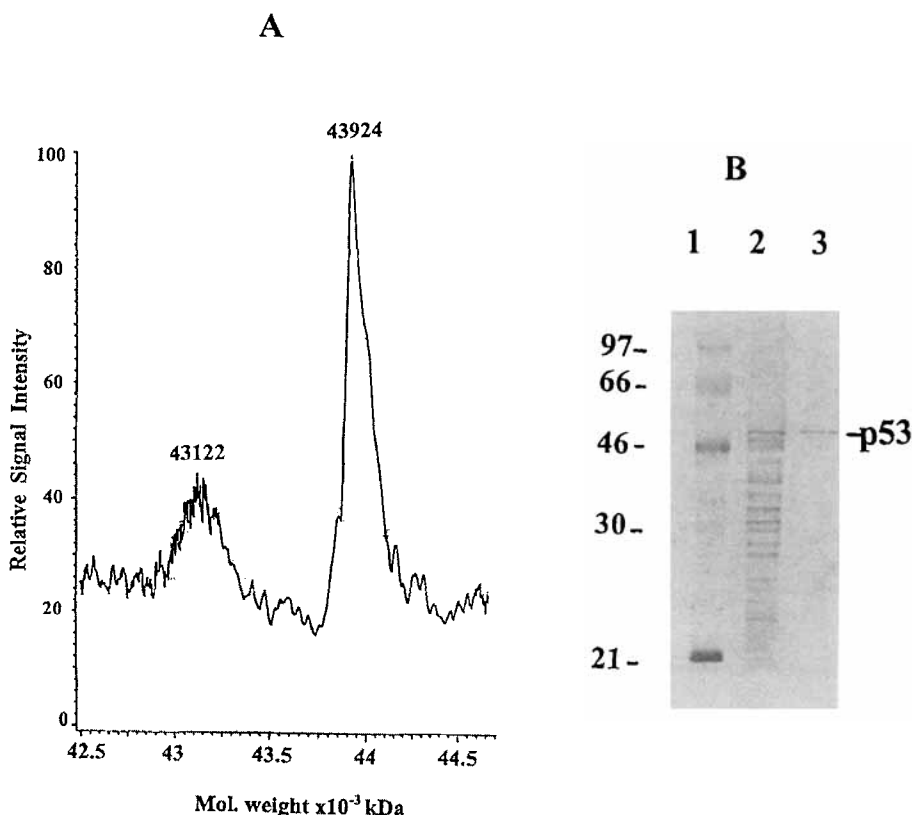 A
43924
100
80
60
43122
40
20
0
42.5 43 43.5 44 44.5
Relative Signal Intensity
Mol. weight x10⁻³ kDa
B
1 2 3
97-
66-
46-
30-
21-
-p53